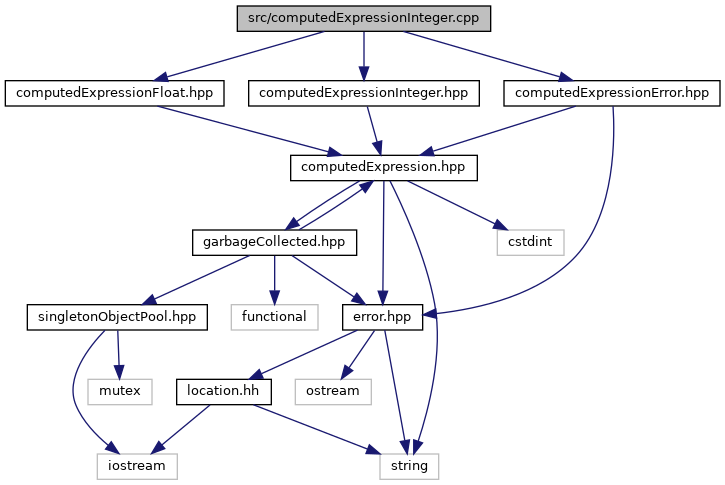 src/computedExpressionInteger.cpp
computedExpressionFloat.hpp
computedExpressionInteger.hpp
computedExpressionError.hpp
computedExpression.hpp
garbageCollected.hpp
cstdint
singletonObjectPool.hpp
functional
error.hpp
mutex
location.hh
ostream
iostream
string